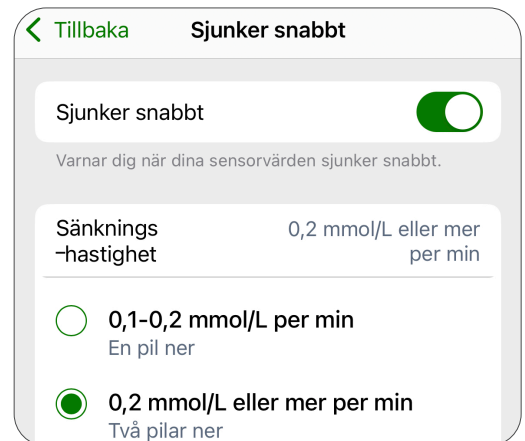 Tillbaka Sjunker snabbt
Sjunker snabbt
Varnar dig när dina sensorvärden sjunker snabbt.
Sänknings 0,2 mmol/L eller mer
-hastighet per min
0,1-0,2 mmol/L per min
En pil ner
0,2 mmol/L eller mer per min
Två pilar ner